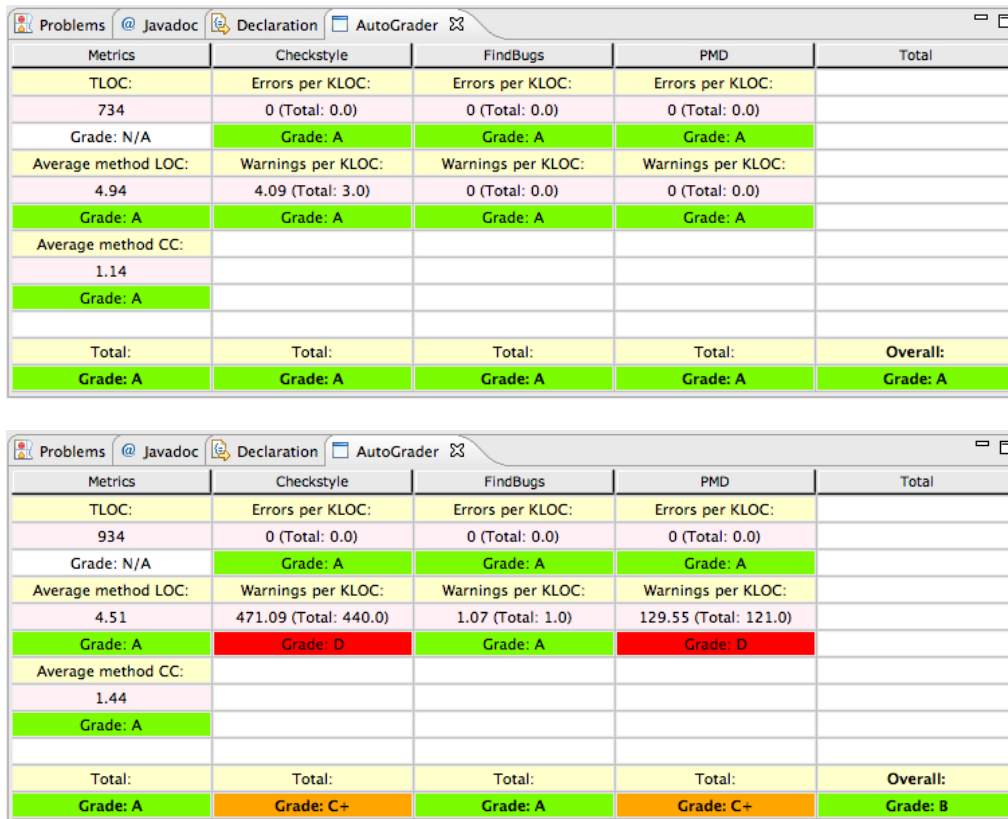 Problems @ Javadoc Declaration AutoGrader
Metrics Checkstyle FindBugs PMD Total
TLOC: Errors per KLOC: Errors per KLOC: Errors per KLOC:
734 0 (Total: 0.0) 0 (Total: 0.0) 0 (Total: 0.0)
Grade: N/A Grade: A Grade: A Grade: A
Average method LOC: Warnings per KLOC: Warnings per KLOC: Warnings per KLOC:
4.94 4.09 (Total: 3.0) 0 (Total: 0.0) 0 (Total: 0.0)
Grade: A Grade: A Grade: A Grade: A
Average method CC:
1.14
Grade: A
Total: Total: Total: Total: Overall:
Grade: A Grade: A Grade: A Grade: A Grade: A
Problems @ Javadoc Declaration AutoGrader
Metrics Checkstyle FindBugs PMD Total
TLOC: Errors per KLOC: Errors per KLOC: Errors per KLOC:
934 0 (Total: 0.0) 0 (Total: 0.0) 0 (Total: 0.0)
Grade: N/A Grade: A Grade: A Grade: A
Average method LOC: Warnings per KLOC: Warnings per KLOC: Warnings per KLOC:
4.51 471.09 (Total: 440.0) 1.07 (Total: 1.0) 129.55 (Total: 121.0)
Grade: A Grade: D Grade: A Grade: D
Average method CC:
1.44
Grade: A
Total: Total: Total: Total: Overall:
Grade: A Grade: C+ Grade: A Grade: C+ Grade: B